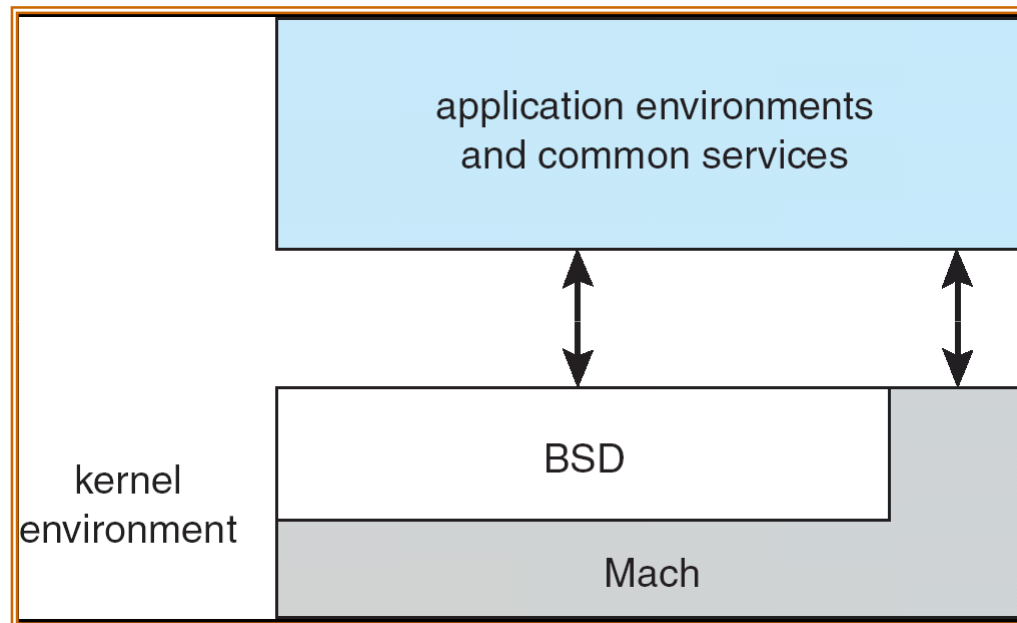 application environments
and common services
BSD
kernel
environment
Mach